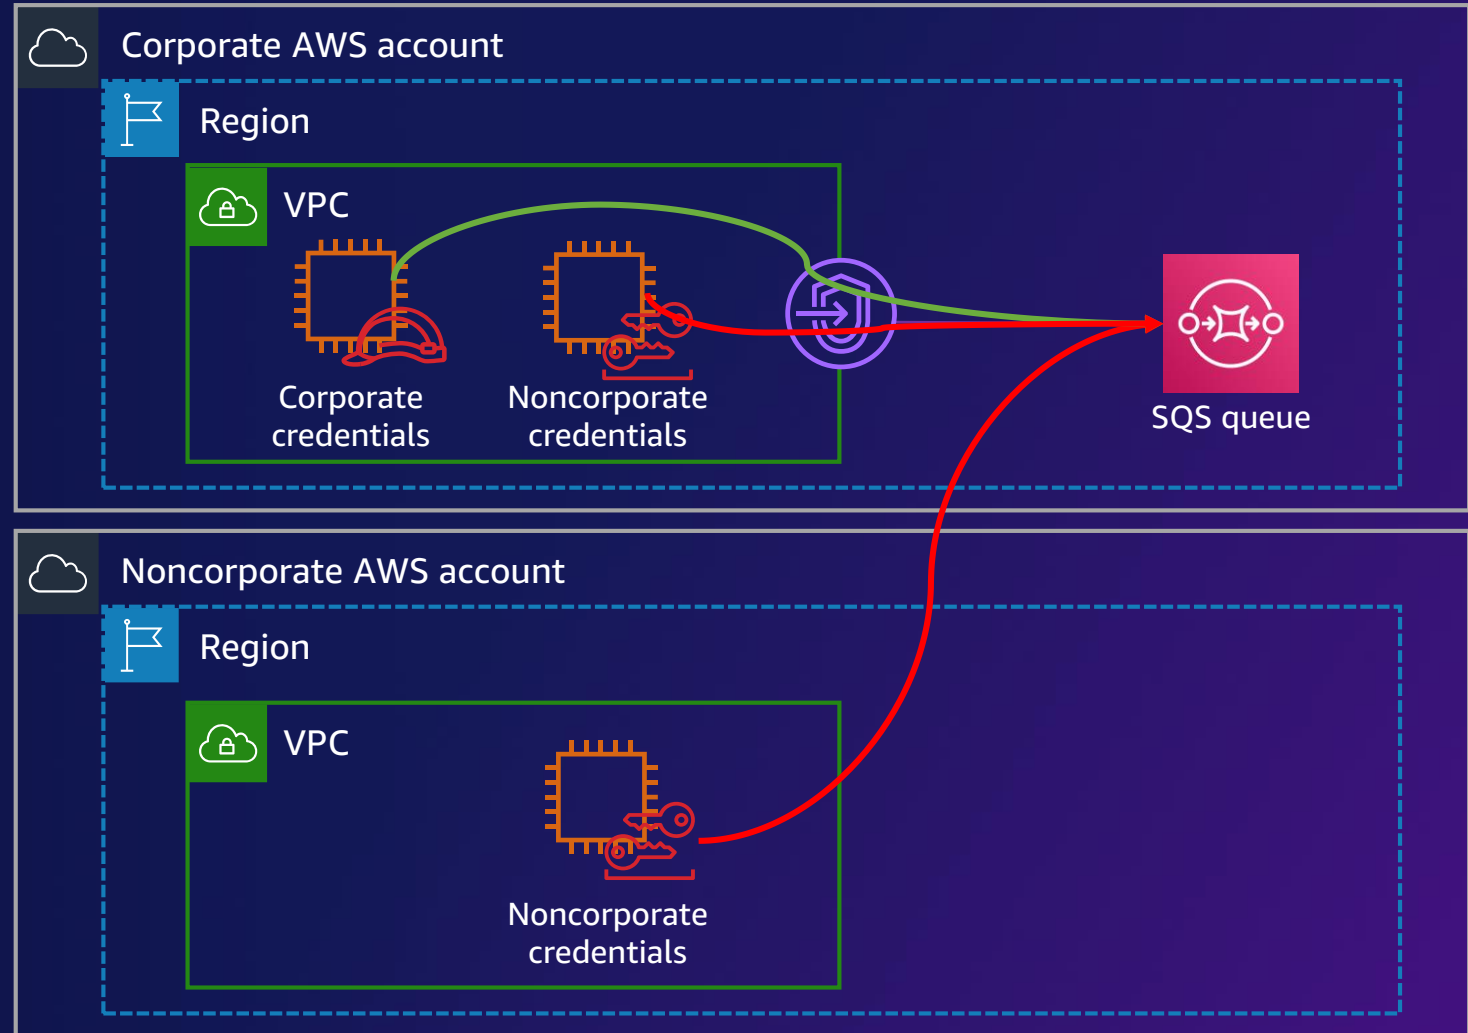 Corporate AWS account
Region
VPC
Corporate
credentials
Noncorporate
credentials
SQS queue
Noncorporate AWS account
Region
VPC
Noncorporate
credentials